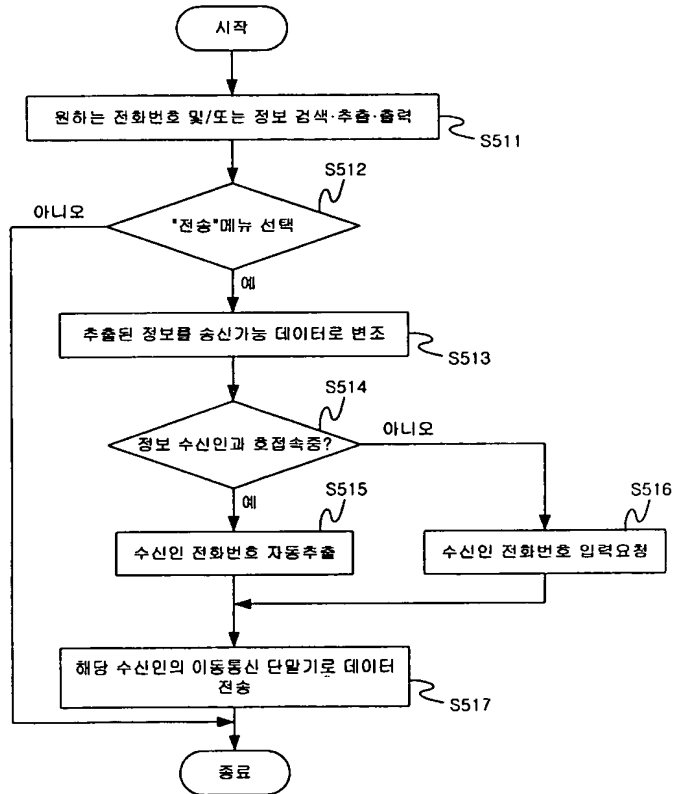 시작
원하는 전화번호 및/또는 정보 검색·추출·출력
S511
S512
"전송"메뉴 선택
아니오
예
추출된 정보를 송신가능 데이터로 변조
S513
S514
정보 수신인과 호접속중?
아니오
예
S515
S516
수신인 전화번호 자동추출
수신인 전화번호 입력요청
해당 수신인의 이동통신 단말기로 데이터
전송
S517
종료